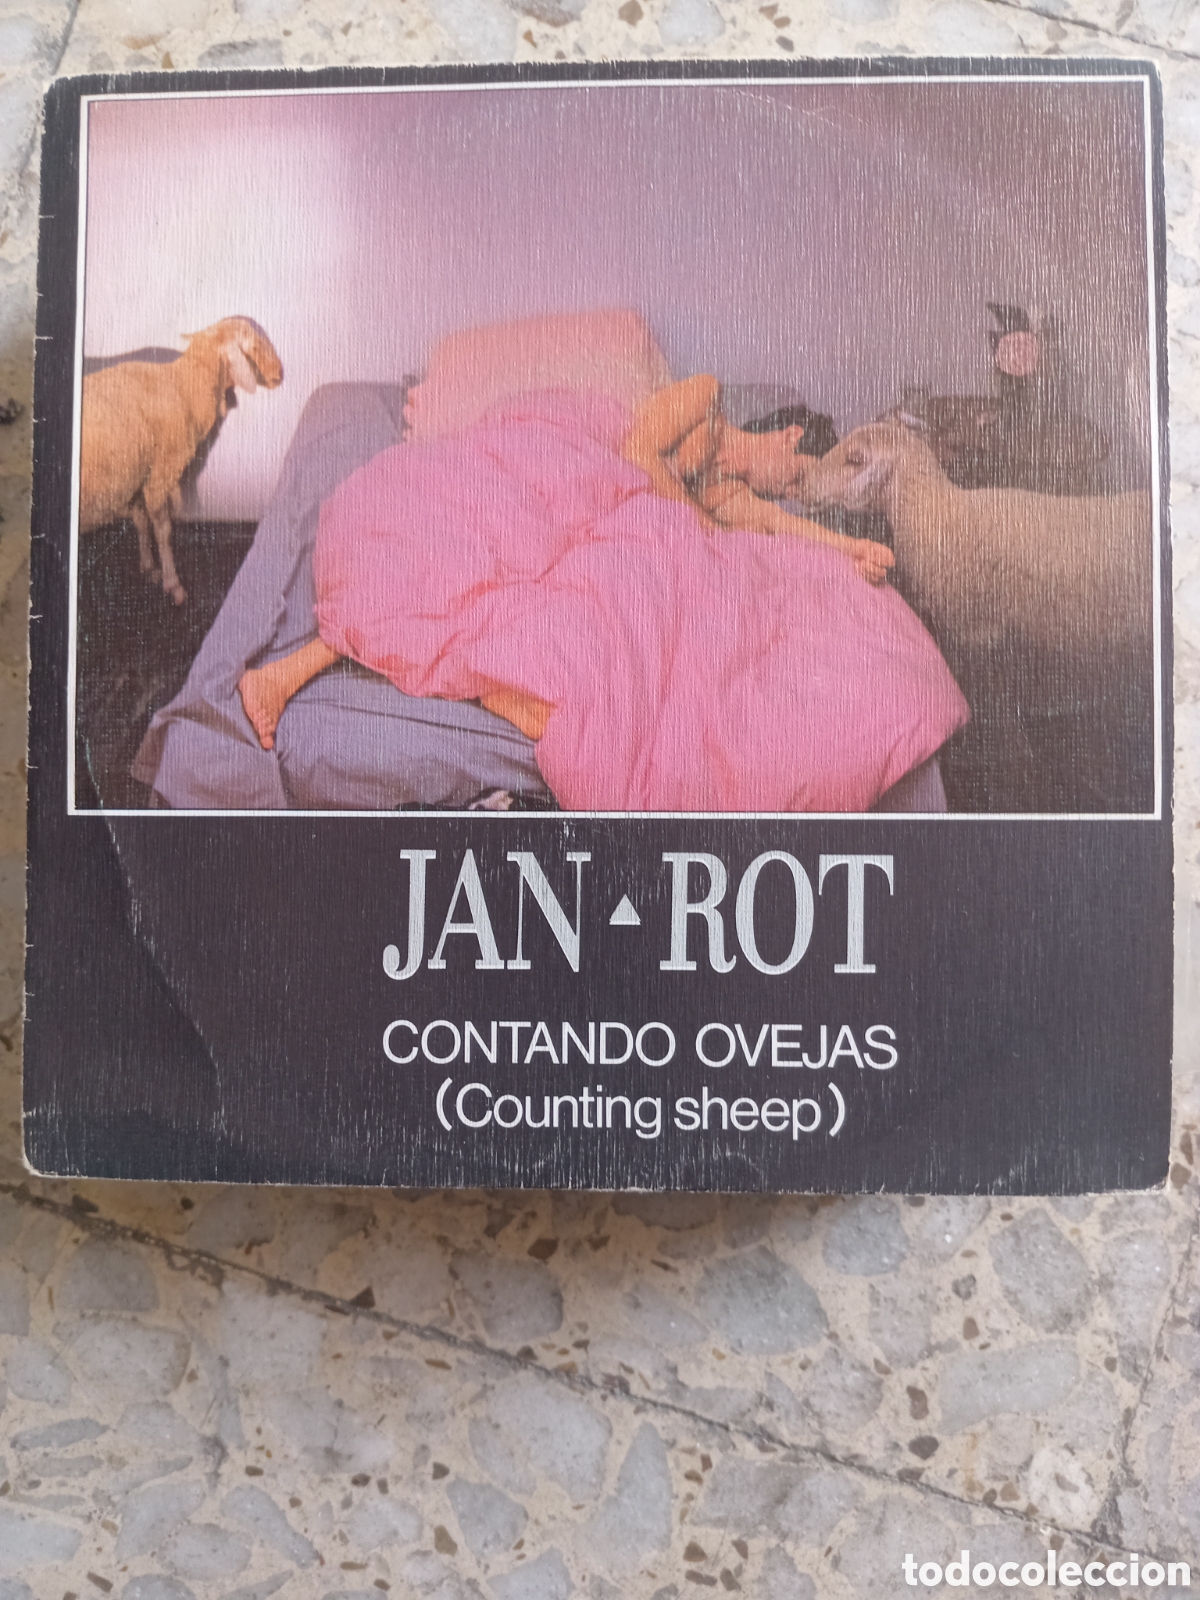 JAN ▲ ROT
CONTANDO OVEJAS
(Counting sheep)
todocoleccion